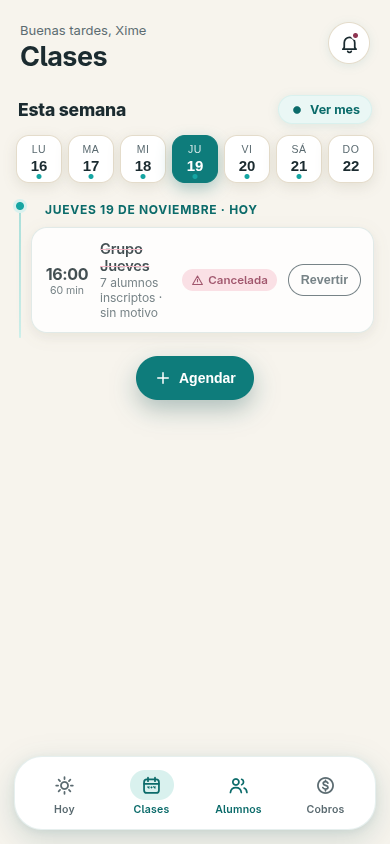 Buenas tardes, Xime
Clases
Esta semana
Ver mes
LU
16
MA
17
MI
18
JU
19
VI
20
SÁ
21
DO
22
JUEVES 19 DE NOVIEMBRE · HOY
16:00
60 min
Grupo
Jueves
7 alumnos
inscriptos ·
sin motivo
Cancelada
Revertir
Agendar
Hoy
Clases
Alumnos
Cobros